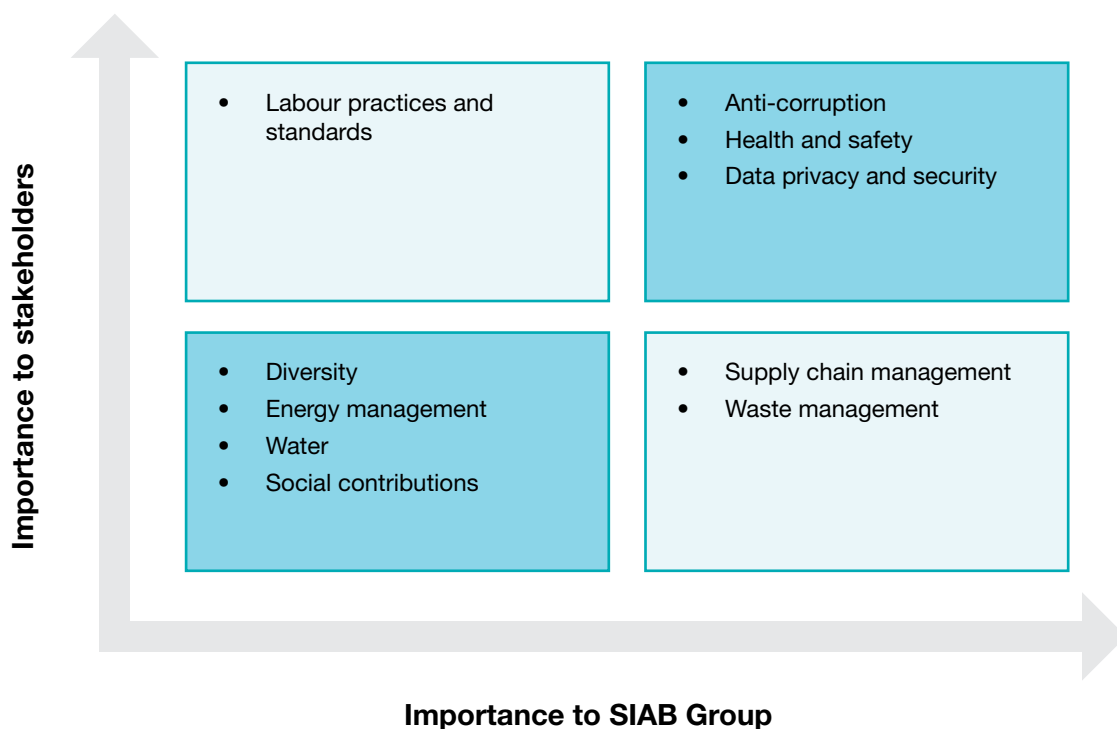 Importance to stakeholders
• Labour practices and
standards
• Anti-corruption
• Health and safety
• Data privacy and security
• Diversity
• Energy management
• Water
• Social contributions
• Supply chain management
• Waste management
Importance to SIAB Group